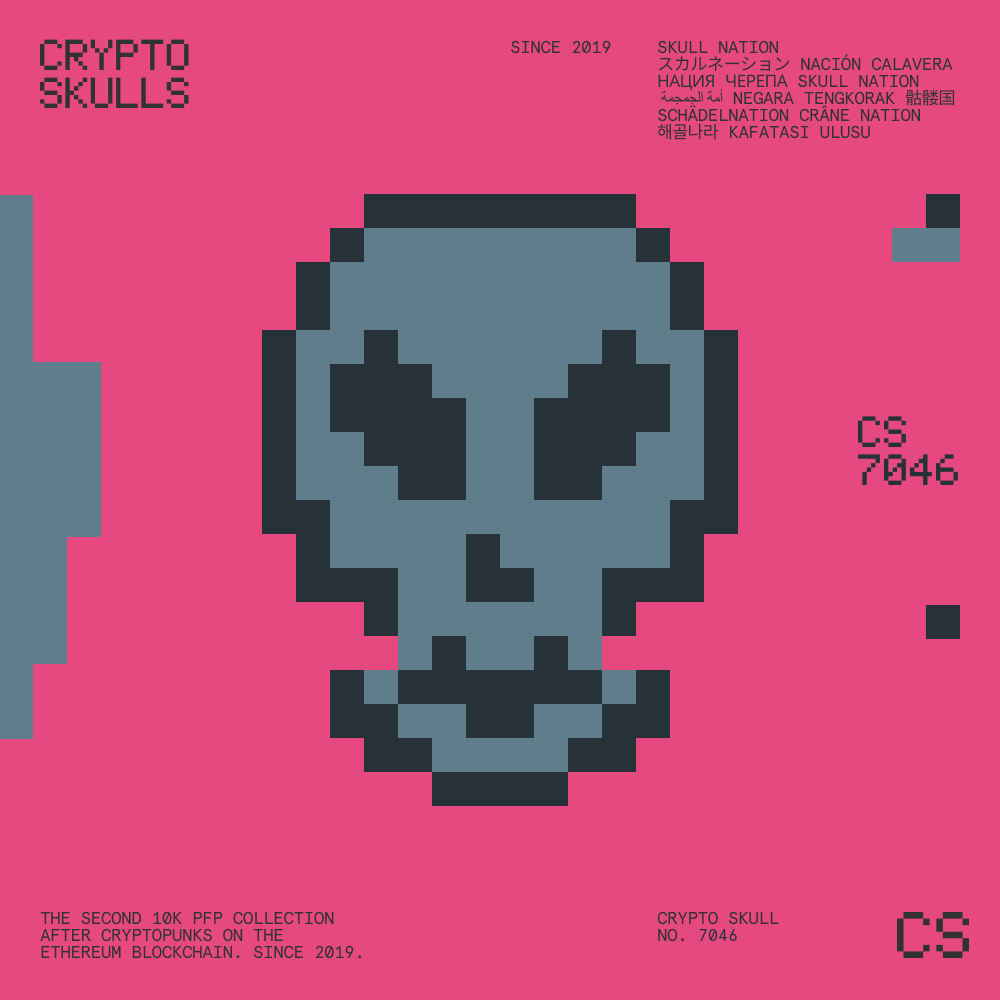 CRYPTO
SKULLS
SINCE 2019
SKULL NATION
スカルネーション NACIÓN CALAVERA
НАЦИЯ ЧЕРЕПА SKULL NATION
أمة الجمجمة NEGARA TENGKORAK 骷髅国
SCHÄDELNATION CRÂNE NATION
해골나라 KAFATASI ULUSU
CS
7046
THE SECOND 10K PFP COLLECTION
AFTER CRYPTOPUNKS ON THE
ETHEREUM BLOCKCHAIN. SINCE 2019.
CRYPTO SKULL
NO. 7046
CS